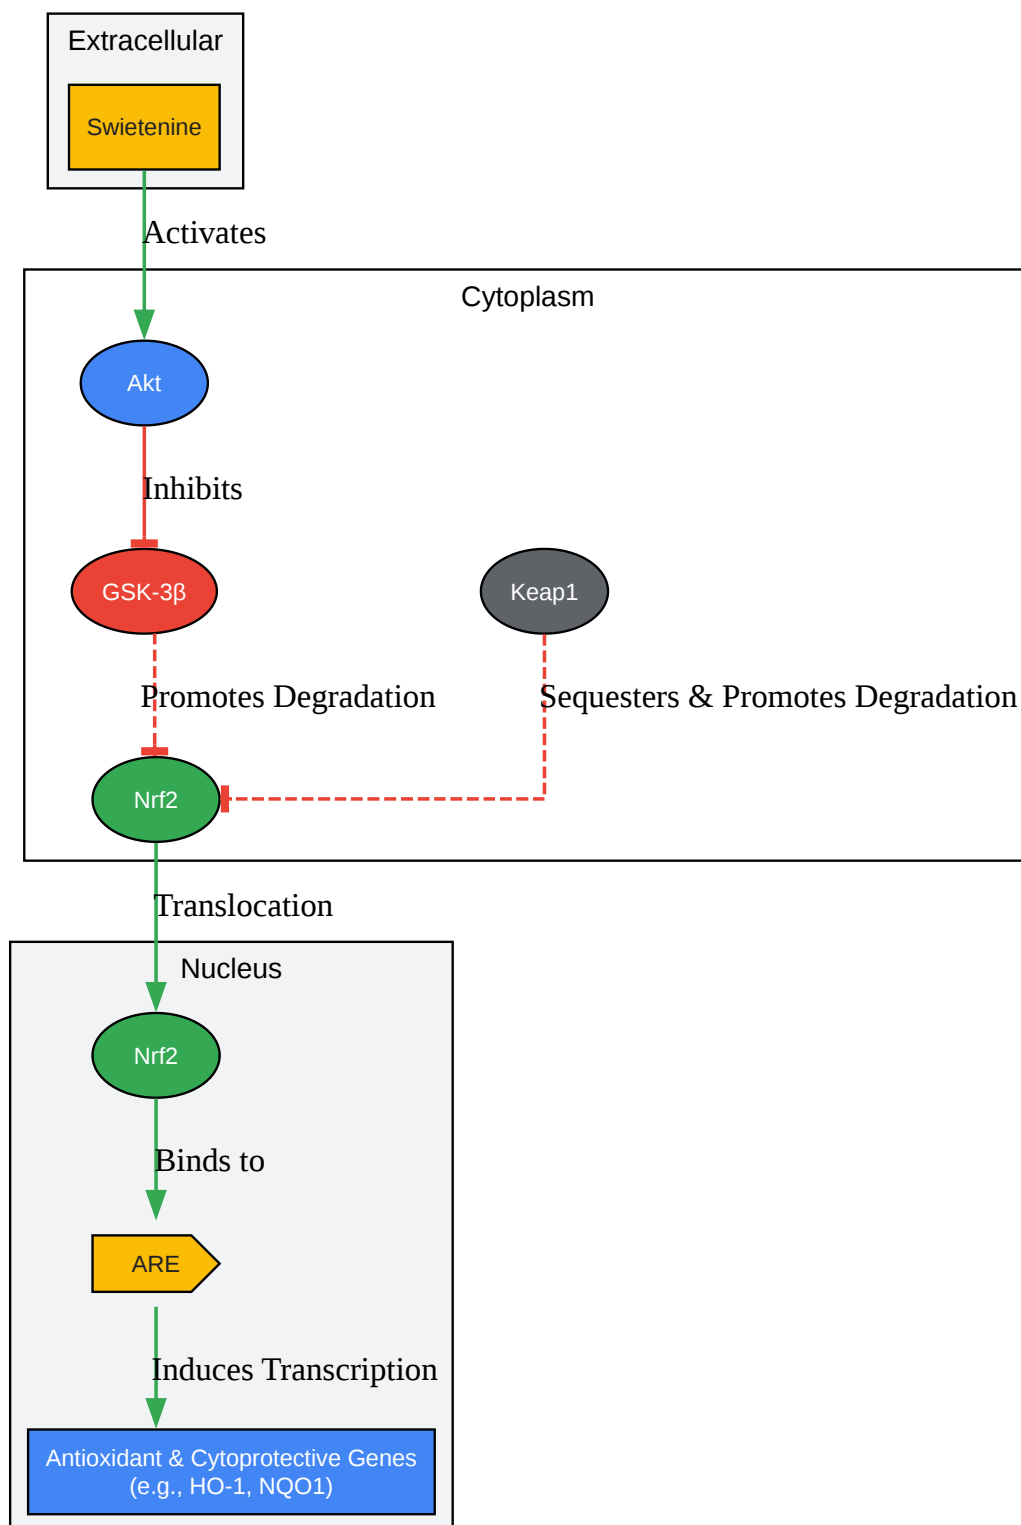 Extracellular
Swietenine
Activates
Cytoplasm
Akt
Inhibits
GSK-3β
Keap1
Promotes Degradation
Sequesters & Promotes Degradation
Nrf2
Translocation
Nucleus
Nrf2
Binds to
ARE
Induces Transcription
Antioxidant & Cytoprotective Genes
(e.g., HO-1, NQO1)